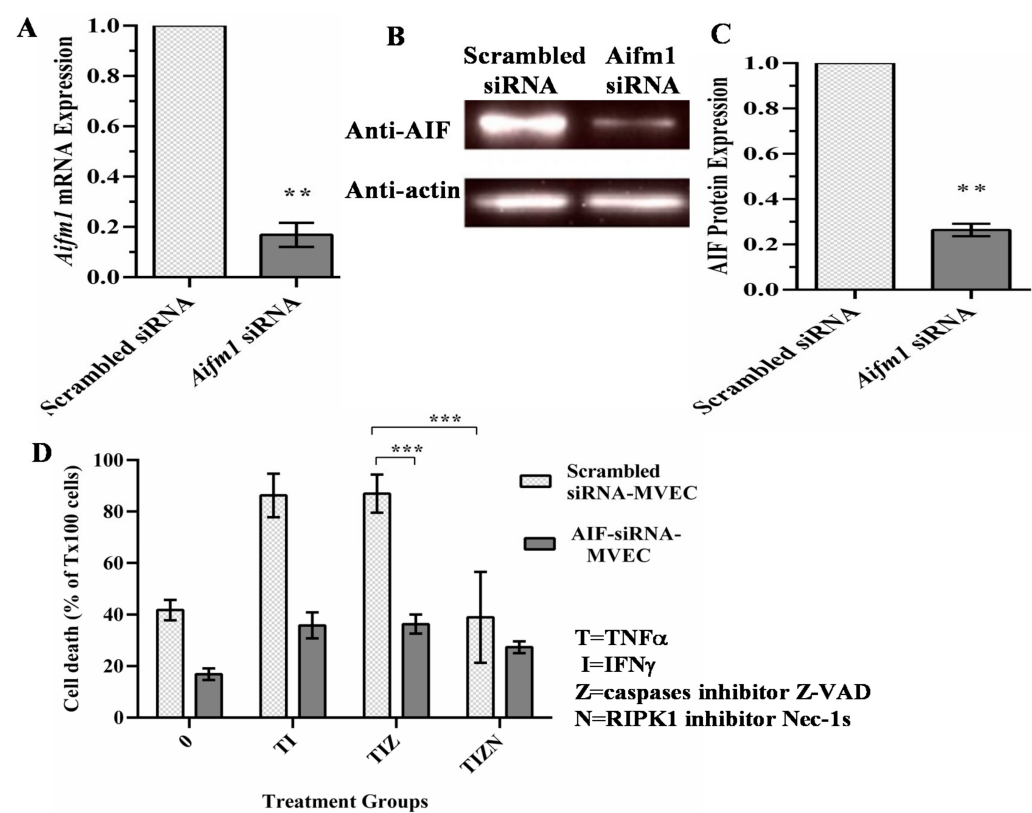 A
Aifm1 mRNA Expression
1.0
0.8
0.6
0.4
0.2
0.0
**
Scrambled siRNA
Aifm1 siRNA
B
Scrambled
siRNA
Aifm1
siRNA
Anti-AIF
Anti-actin
C
AIF Protein Expression
1.0
0.8
0.6
0.4
0.2
0.0
**
Scrambled siRNA
Aifm1 siRNA
D
Cell death (% of Tx100 cells)
100
80
60
40
20
0
***
***
0
TI
TIZ
TIZN
Treatment Groups
Scrambled
siRNA-MVEC
AIF-siRNA-
MVEC
T=TNFα
I=IFNγ
Z=caspases inhibitor Z-VAD
N=RIPK1 inhibitor Nec-1s